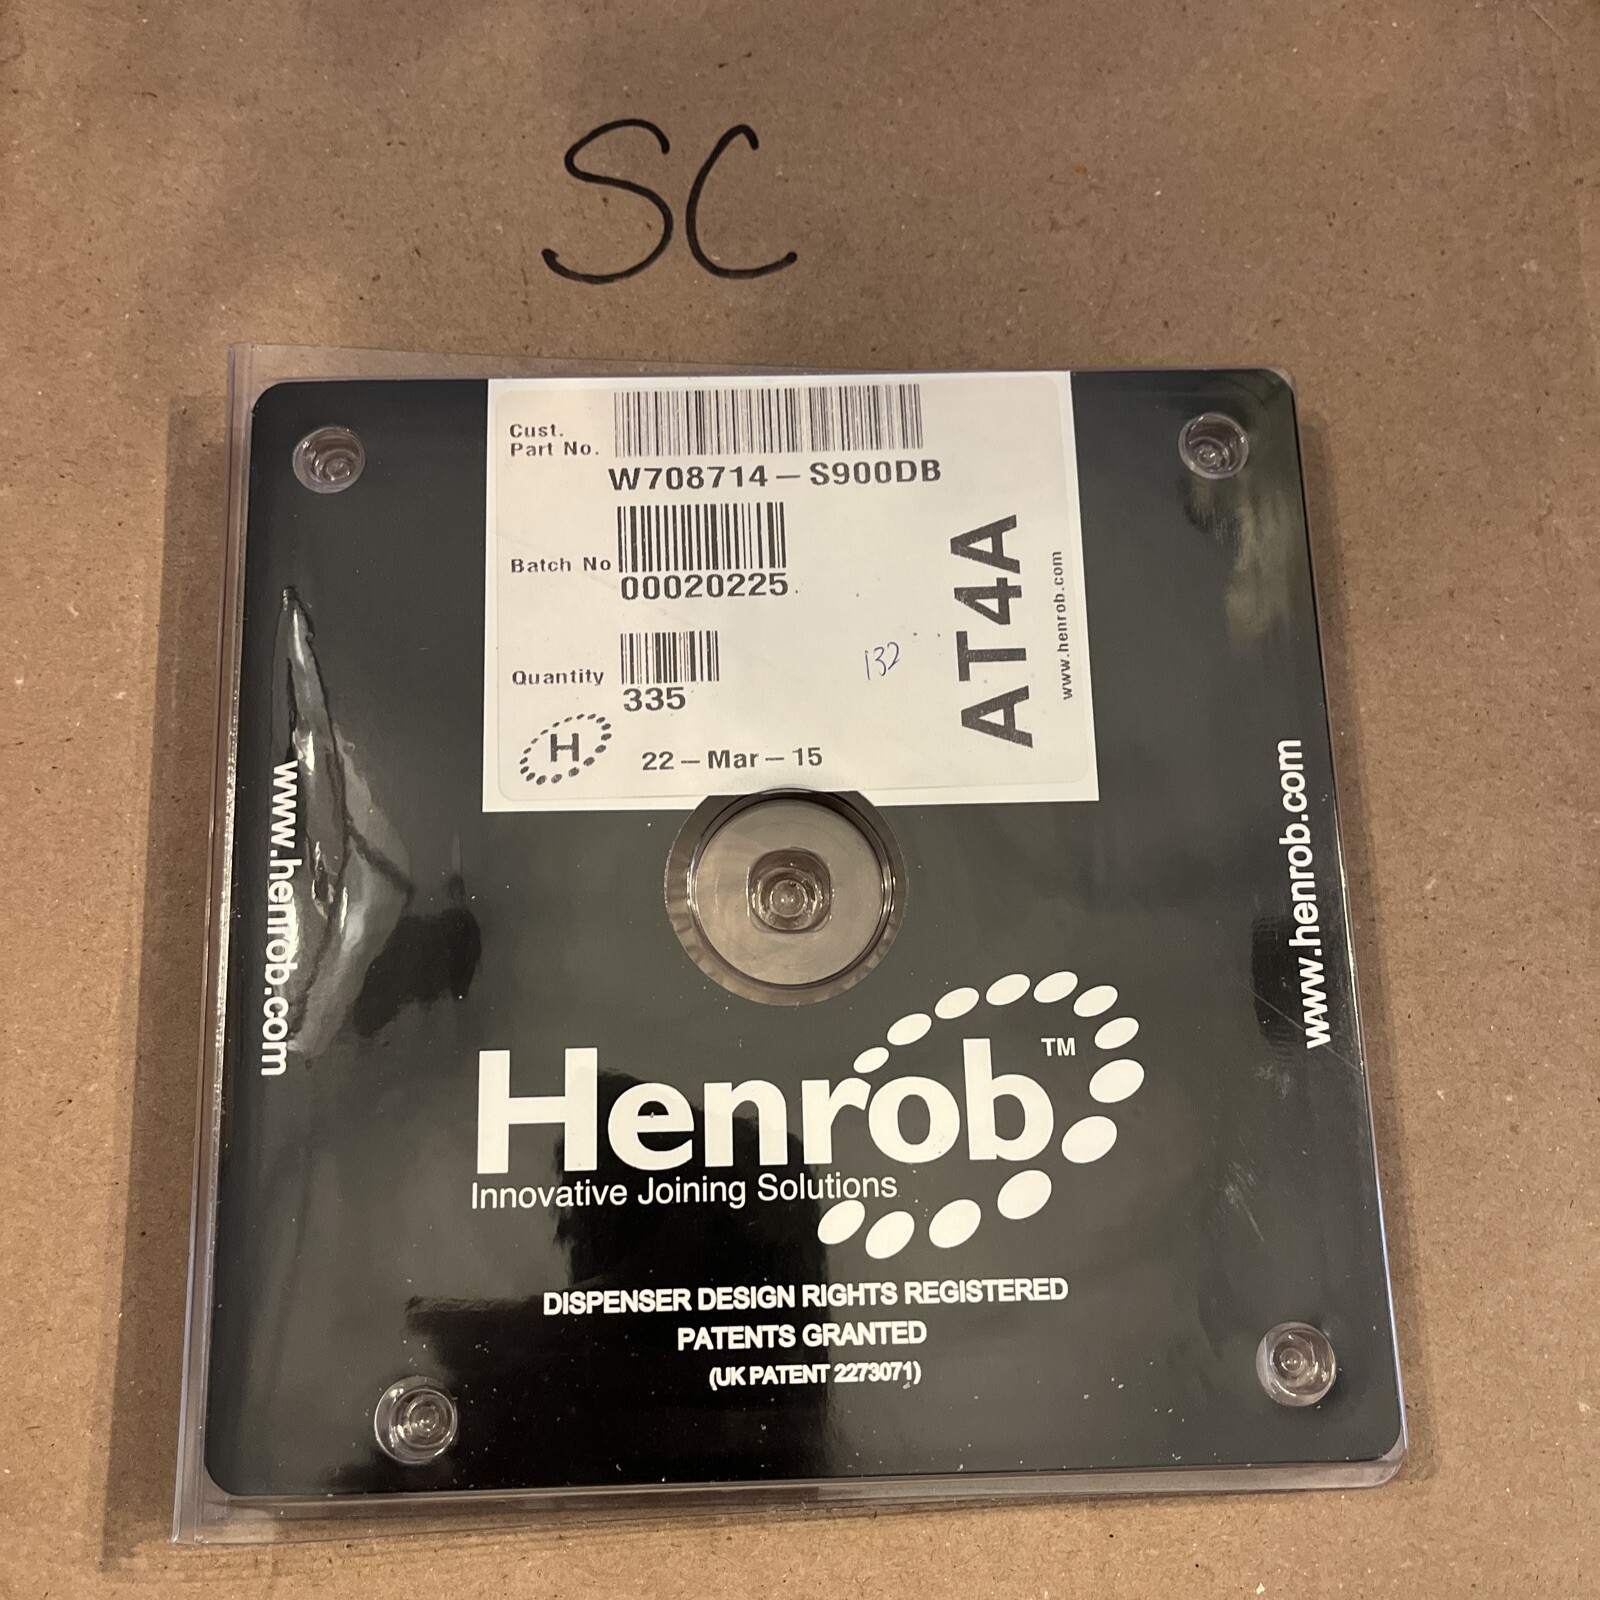 SC
Cust.
Part No.
W708714-S900DB
Batch No
00020225
Quantity
335
132
H
22-Mar-15
AT4A
www.henrob.com
www.henrob.com
www.henrob.com
Henrob™
Innovative Joining Solutions
DISPENSER DESIGN RIGHTS REGISTERED
PATENTS GRANTED
(UK PATENT 2273071)